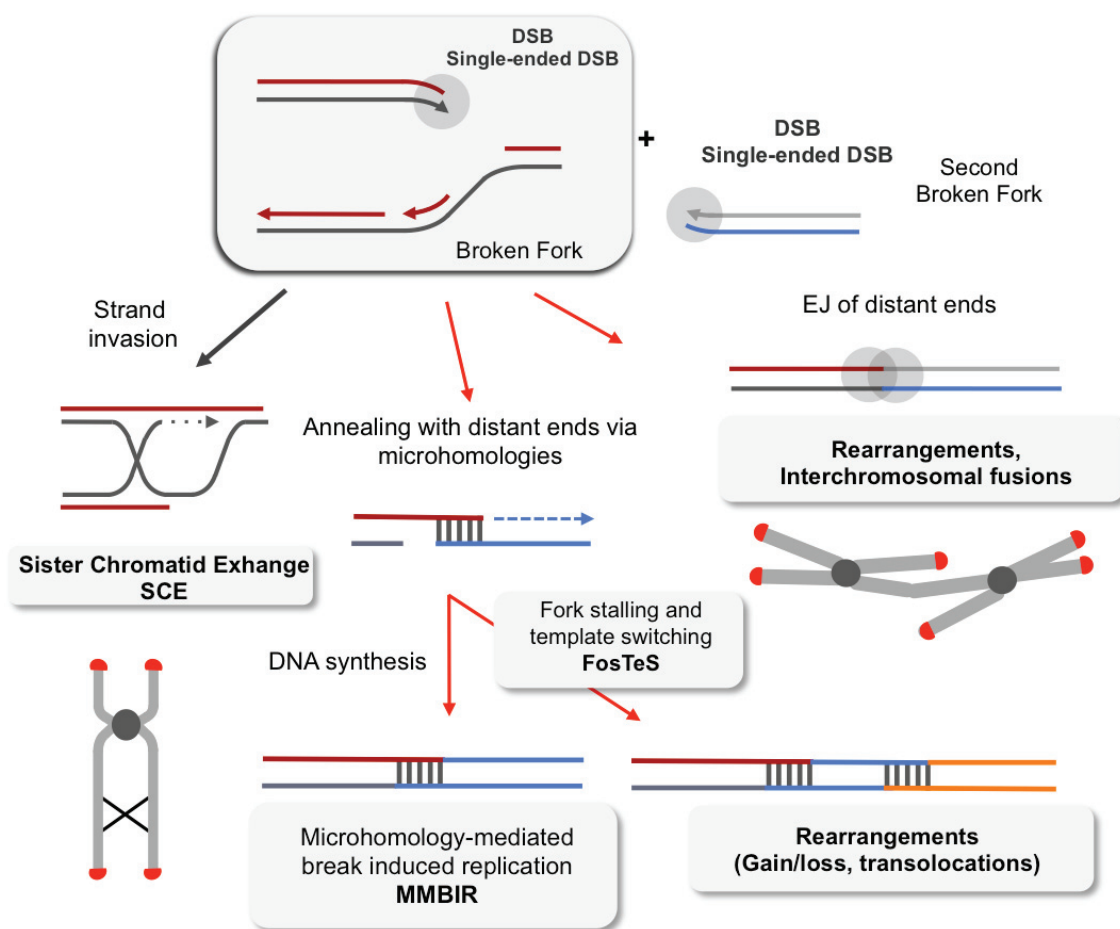 DSB
Single-ended DSB
Broken Fork
+
DSB
Single-ended DSB
Second
Broken Fork
Strand
invasion
EJ of distant ends
Annealing with distant ends via
microhomologies
Rearrangements,
Interchromosomal fusions
Sister Chromatid Exhange
SCE
Fork stalling and
template switching
FosTeS
DNA synthesis
Microhomology-mediated
break induced replication
MMBIR
Rearrangements
(Gain/loss, transolocations)